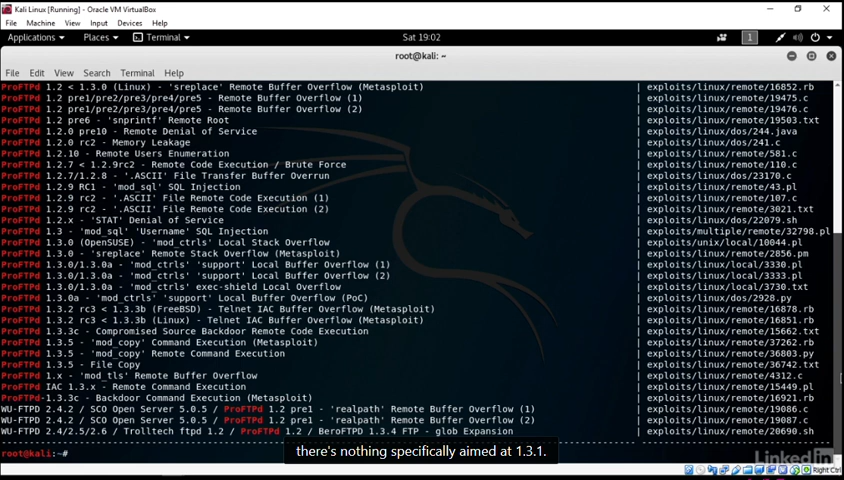 Kali Linux [Running] - Oracle VM VirtualBox
File Machine View Input Devices Help
Applications Places Terminal Sat 19:02 1
root@kali: ~
File Edit View Search Terminal Help
ProFTPd 1.2 < 1.3.0 (Linux) - 'sreplace' Remote Buffer Overflow (Metasploit) | exploits/linux/remote/16852.rb
ProFTPd 1.2 pre1/pre2/pre3/pre4/pre5 - Remote Buffer Overflow (1) | exploits/linux/remote/19475.c
ProFTPd 1.2 pre1/pre2/pre3/pre4/pre5 - Remote Buffer Overflow (2) | exploits/linux/remote/19476.c
ProFTPd 1.2 pre6 - 'snprintf' Remote Root | exploits/linux/remote/19503.txt
ProFTPd 1.2.0 pre10 - Remote Denial of Service | exploits/linux/dos/244.java
ProFTPd 1.2.0 rc2 - Memory Leakage | exploits/linux/dos/241.c
ProFTPd 1.2.10 - Remote Users Enumeration | exploits/linux/remote/581.c
ProFTPd 1.2.7 < 1.2.9rc2 - Remote Code Execution / Brute Force | exploits/linux/remote/110.c
ProFTPd 1.2.7/1.2.8 - '.ASCII' File Transfer Buffer Overrun | exploits/linux/dos/23170.c
ProFTPd 1.2.9 RC1 - 'mod_sql' SQL Injection | exploits/linux/remote/43.pl
ProFTPd 1.2.9 rc2 - '.ASCII' File Remote Code Execution (1) | exploits/linux/remote/107.c
ProFTPd 1.2.9 rc2 - '.ASCII' File Remote Code Execution (2) | exploits/linux/remote/3021.txt
ProFTPd 1.2.x - 'STAT' Denial of Service | exploits/linux/dos/22079.sh
ProFTPd 1.3 - 'mod_sql' 'Username' SQL Injection | exploits/multiple/remote/32798.pl
ProFTPd 1.3.0 (OpenSUSE) - 'mod_ctrls' Local Stack Overflow | exploits/unix/local/10044.pl
ProFTPd 1.3.0 - 'sreplace' Remote Stack Overflow (Metasploit) | exploits/linux/remote/2856.pm
ProFTPd 1.3.0/1.3.0a - 'mod_ctrls' 'support' Local Buffer Overflow (1) | exploits/linux/local/3330.pl
ProFTPd 1.3.0/1.3.0a - 'mod_ctrls' 'support' Local Buffer Overflow (2) | exploits/linux/local/3333.pl
ProFTPd 1.3.0/1.3.0a - 'mod_ctrls' exec-shield Local Overflow | exploits/linux/local/3730.txt
ProFTPd 1.3.0a - 'mod_ctrls' 'support' Local Buffer Overflow (PoC) | exploits/linux/dos/2928.py
ProFTPd 1.3.2 rc3 < 1.3.3b (FreeBSD) - Telnet IAC Buffer Overflow (Metasploit) | exploits/linux/remote/16878.rb
ProFTPd 1.3.2 rc3 < 1.3.3b (Linux) - Telnet IAC Buffer Overflow (Metasploit) | exploits/linux/remote/16851.rb
ProFTPd 1.3.3c - Compromised Source Backdoor Remote Code Execution | exploits/linux/remote/15662.txt
ProFTPd 1.3.5 - 'mod_copy' Command Execution (Metasploit) | exploits/linux/remote/37262.rb
ProFTPd 1.3.5 - 'mod_copy' Remote Command Execution | exploits/linux/remote/36803.py
ProFTPd 1.3.5 - File Copy | exploits/linux/remote/36742.txt
ProFTPd 1.x - 'mod_tls' Remote Buffer Overflow | exploits/linux/remote/4312.c
ProFTPd IAC 1.3.x - Remote Command Execution | exploits/linux/remote/15449.pl
ProFTPd-1.3.3c - Backdoor Command Execution (Metasploit) | exploits/linux/remote/16921.rb
WU-FTPD 2.4.2 / SCO Open Server 5.0.5 / ProFTPd 1.2 pre1 - 'realpath' Remote Buffer Overflow (1) | exploits/linux/remote/19086.c
WU-FTPD 2.4.2 / SCO Open Server 5.0.5 / ProFTPd 1.2 pre1 - 'realpath' Remote Buffer Overflow (2) | exploits/linux/remote/19087.c
WU-FTPD 2.4/2.5/2.6 / Trolltech ftpd 1.2 / ProFTPd 1.2 / BeroFTPD 1.3.4 FTP - glob Expansion | exploits/linux/remote/20690.sh
root@kali:~#
there's nothing specifically aimed at 1.3.1.
LinkedIn
Right Ctrl